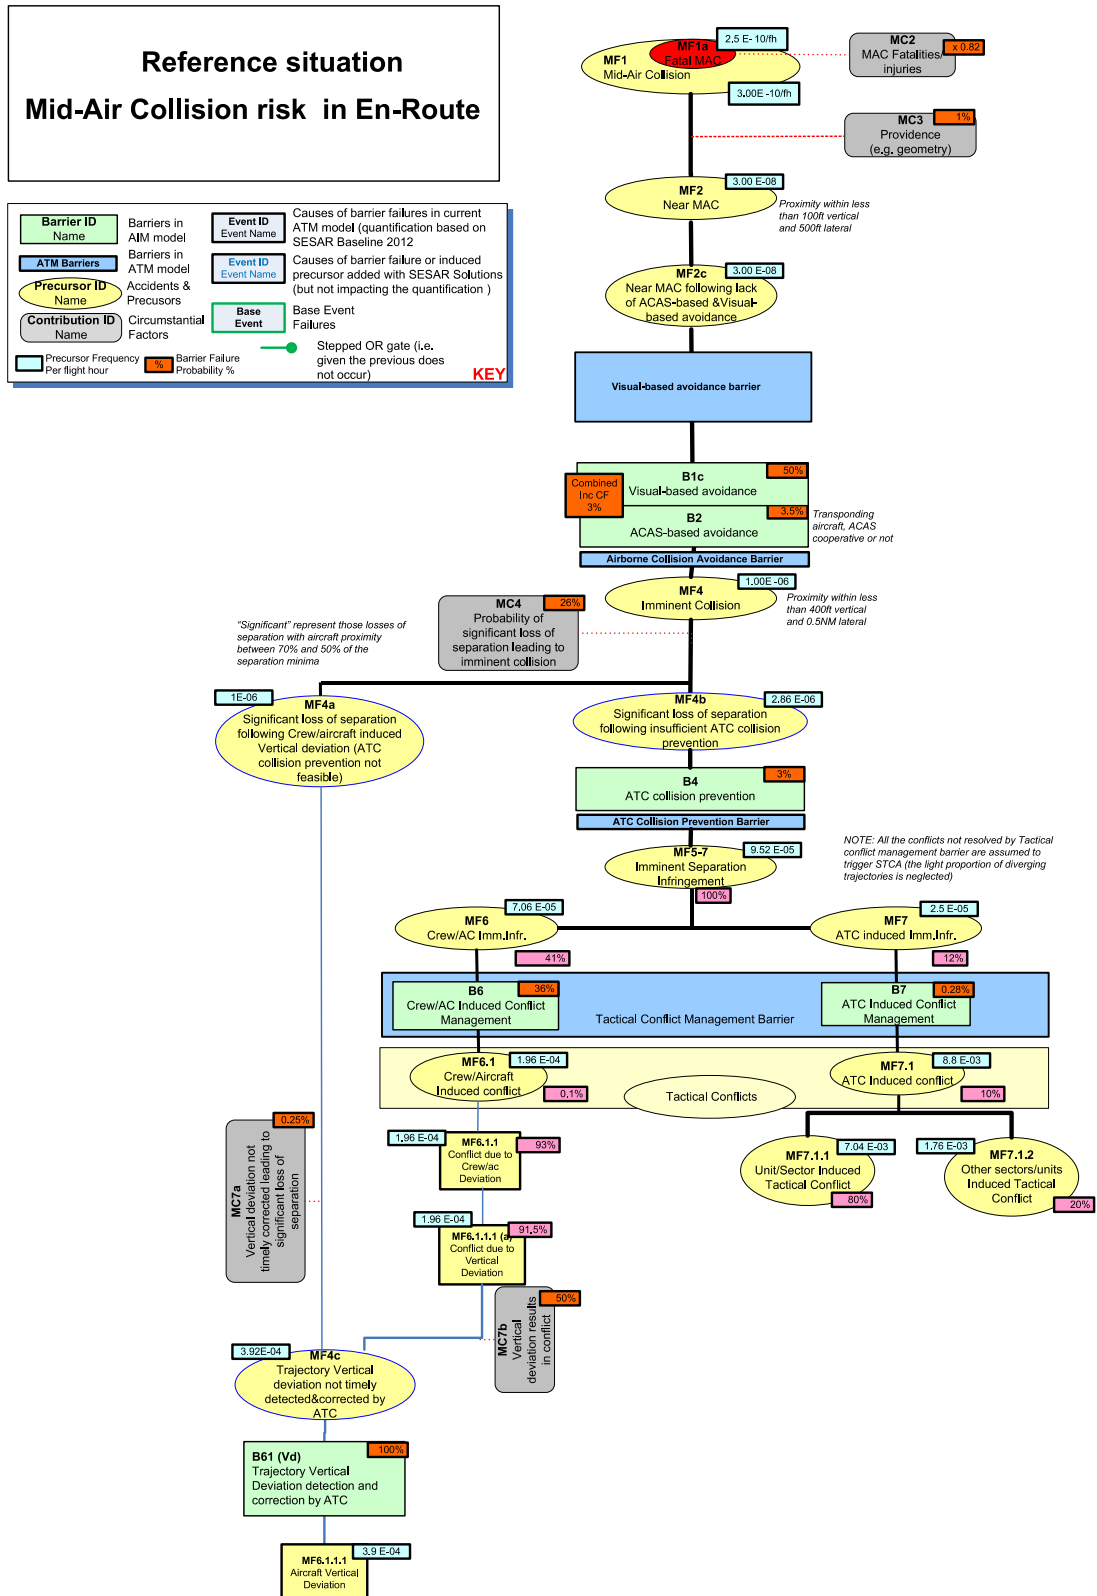 Reference situation
Mid-Air Collision risk in En-Route
2.5 E-10/fh
MF1a
Fatal MAC
MF1
Mid-Air Collision
3.00E -10/fh
MC2
x 0.82
MAC Fatalities/
injuries
MC3
1%
Providence
(e.g. geometry)
3.00 E-08
MF2
Near MAC
Proximity within less
than 100ft vertical
and 500ft lateral
Barrier ID
Name
Barriers in
AIM model
ATM Barriers
Barriers in
ATM model
Precursor ID
Name
Accidents &
Precusors
Contribution ID
Name
Circumstantial
Factors
Precursor Frequency
Per flight hour
%
Barrier Failure
Probability %
Event ID
Event Name
Causes of barrier failures in current
ATM model (quantification based on
SESAR Baseline 2012
Event ID
Event Name
Causes of barrier failure or induced
precursor added with SESAR Solutions
(but not impacting the quantification )
Base
Event
Base Event
Failures
Stepped OR gate (i.e.
given the previous does
not occur)
KEY
3.00 E-08
MF2c
Near MAC following lack
of ACAS-based &Visual-
based avoidance
Visual-based avoidance barrier
B1c
50%
Visual-based avoidance
Combined
Inc CF
3%
B2
3.5%
ACAS-based avoidance
Transponding
aircraft, ACAS
cooperative or not
Airborne Collision Avoidance Barrier
1.00E -06
MF4
Imminent Collision
Proximity within less
than 400ft vertical
and 0.5NM lateral
MC4
26%
Probability of
significant loss of
separation leading to
imminent collision
"Significant" represent those losses of
separation with aircraft proximity
between 70% and 50% of the
separation minima
1E-06
MF4a
Significant loss of separation
following Crew/aircraft induced
Vertical deviation (ATC
collision prevention not
feasible)
2.86 E-06
MF4b
Significant loss of separation
following insufficient ATC collision
prevention
B4
3%
ATC collision prevention
ATC Collision Prevention Barrier
9.52 E-05
MF5-7
Imminent Separation
Infringement
100%
NOTE: All the conflicts not resolved by Tactical
conflict management barrier are assumed to
trigger STCA (the light proportion of diverging
trajectories is neglected)
7.06 E-05
MF6
Crew/AC Imm.Infr.
41%
2.5 E-05
MF7
ATC induced Imm.Infr.
12%
B6
36%
Crew/AC Induced Conflict
Management
Tactical Conflict Management Barrier
B7
0.28%
ATC Induced Conflict
Management
1.96 E-04
MF6.1
Crew/Aircraft
Induced conflict
0.1%
Tactical Conflicts
8.8 E-03
MF7.1
ATC Induced conflict
10%
1.96 E-04
MF6.1.1
93%
Conflict due to
Crew/ac
Deviation
7.04 E-03
MF7.1.1
Unit/Sector Induced
Tactical Conflict
80%
1.76 E-03
MF7.1.2
Other sectors/units
Induced Tactical
Conflict
20%
0.25%
MC7a
Vertical deviation not
timely corrected leading to
significant loss of
separation
1.96 E-04
MF6.1.1.1 (a)
91.5%
Conflict due to
Vertical
Deviation
50%
MC7b
Vertical
deviation results
in conflict
3.92E-04
MF4c
Trajectory Vertical
deviation not timely
detected&corrected by
ATC
B61 (Vd)
100%
Trajectory Vertical
Deviation detection and
correction by ATC
3.9 E-04
MF6.1.1.1
Aircraft Vertical
Deviation